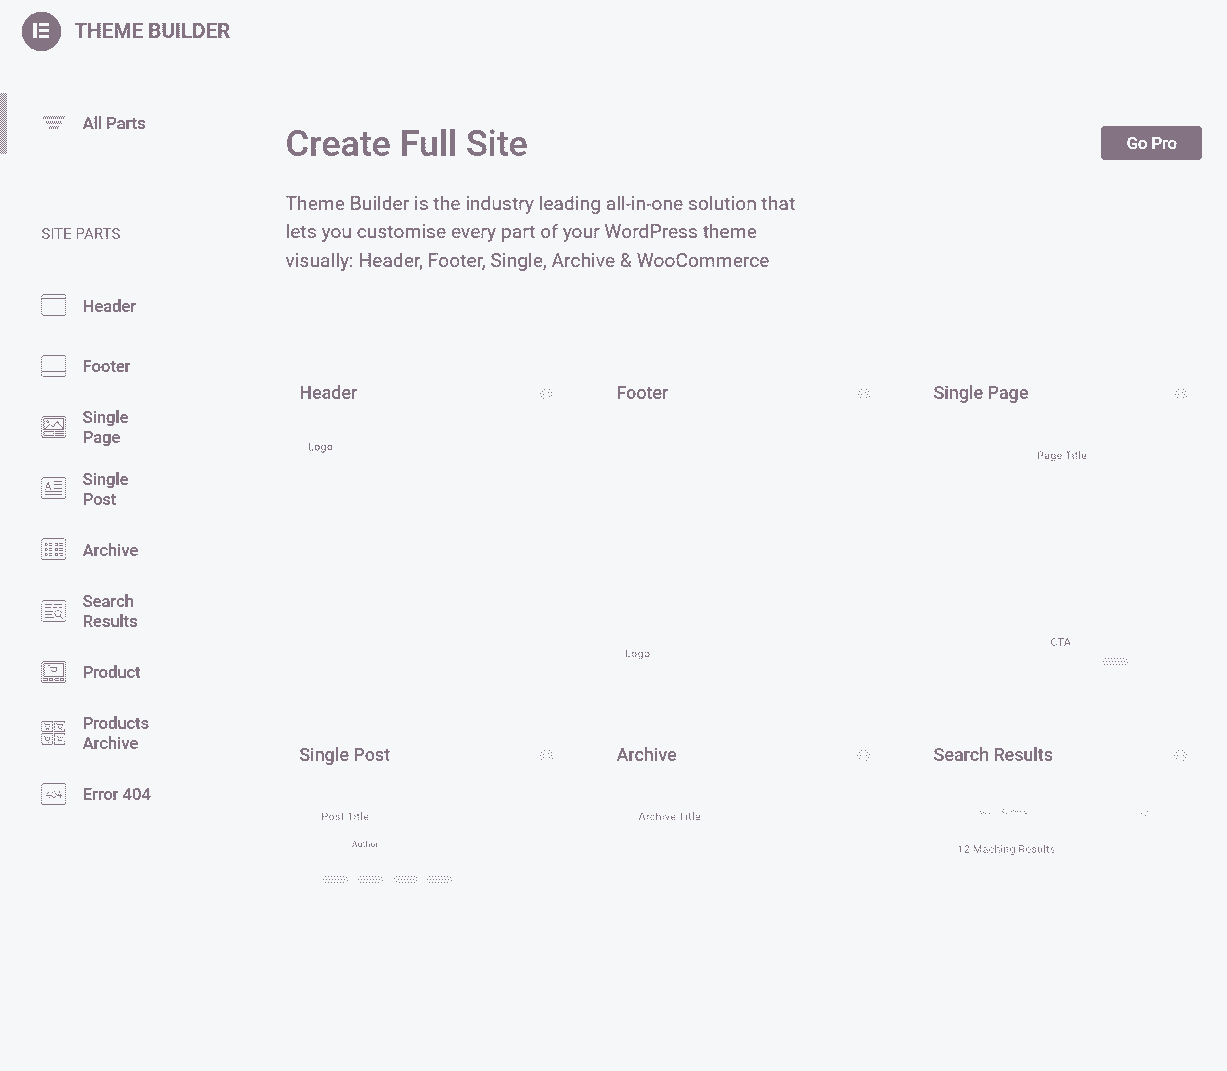 THEME BUILDER
All Parts
SITE PARTS
Header
Footer
Single
Page
Single
Post
Archive
Search
Results
Product
Products
Archive
404
Error 404
Create Full Site
Go Pro
Theme Builder is the industry leading all-in-one solution that
lets you customise every part of your WordPress theme
visually: Header, Footer, Single, Archive & WooCommerce
Header
Logo
Footer
Logo
Single Page
Page Title
CTA
Single Post
Post Title
Author
Archive
Archive Title
Search Results
12 Maching Results